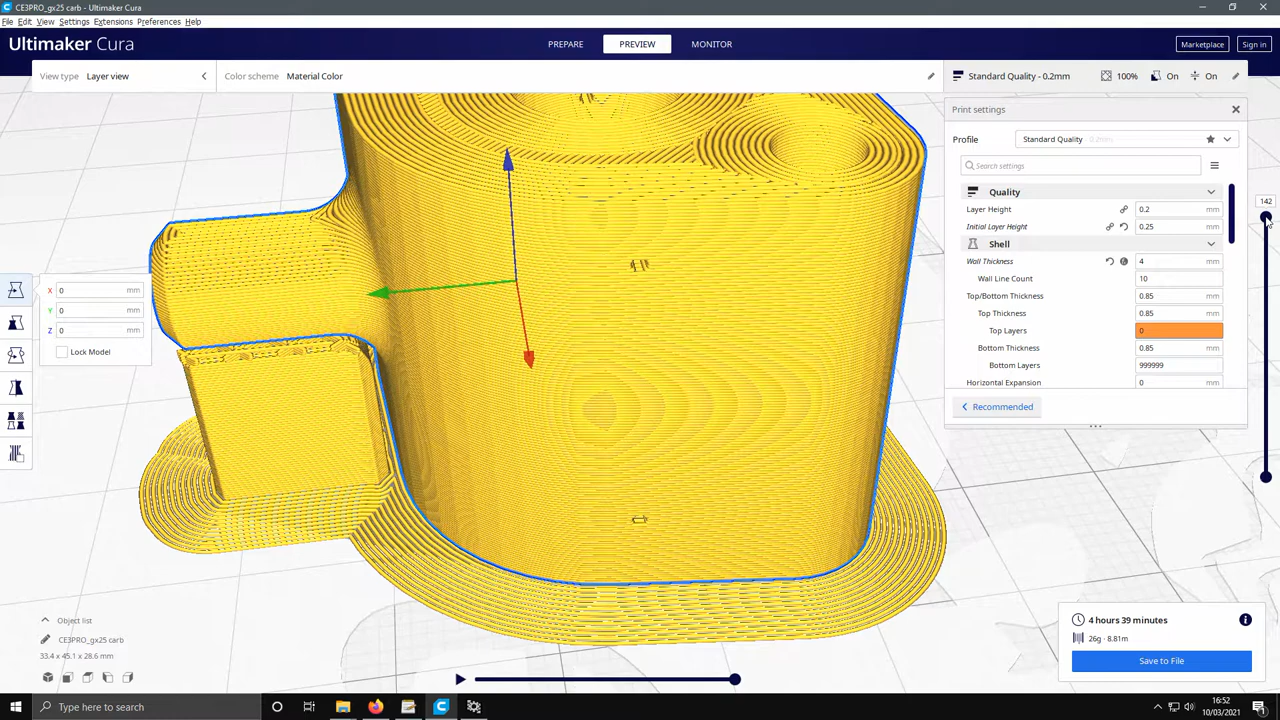 CE3PRO_gx25 carb - Ultimaker Cura
File Edit View Settings Extensions Preferences Help
Ultimaker Cura
PREPARE
PREVIEW
MONITOR
Marketplace
Sign in
View type Layer view
Color scheme Material Color
Standard Quality - 0.2mm
100%
On
On
Print settings
Profile
Standard Quality 0.2mm
Search settings
Quality
Layer Height 0.2 mm
Initial Layer Height 0.25 mm
Shell
Wall Thickness 4 mm
Wall Line Count 10
Top/Bottom Thickness 0.85 mm
Top Thickness 0.85 mm
Top Layers 0
Bottom Thickness 0.85 mm
Bottom Layers 999999
Horizontal Expansion 0 mm
Recommended
142
X 0 mm
Y 0 mm
Z 0 mm
Lock Model
Object list
CE3PRO_gx25 carb
33.4 x 45.1 x 28.6 mm
4 hours 39 minutes
26g · 8.81m
Save to File
Type here to search
16:52
10/03/2021
1